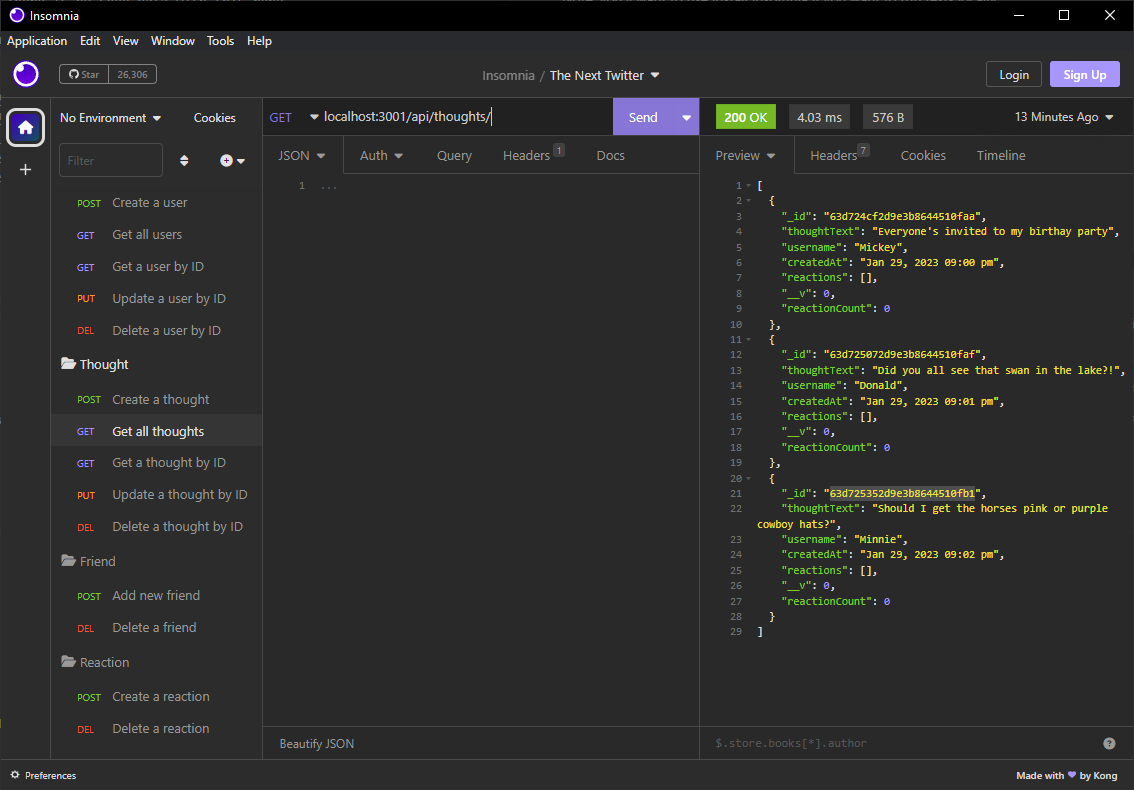 Insomnia
Application Edit View Window Tools Help
Star 26,306
Insomnia / The Next Twitter
Login Sign Up
No Environment Cookies
Filter
POST Create a user
GET Get all users
GET Get a user by ID
PUT Update a user by ID
DEL Delete a user by ID
Thought
POST Create a thought
GET Get all thoughts
GET Get a thought by ID
PUT Update a thought by ID
DEL Delete a thought by ID
Friend
POST Add new friend
DEL Delete a friend
Reaction
POST Create a reaction
DEL Delete a reaction
GET localhost:3001/api/thoughts/ Send
JSON Auth Query Headers 1 Docs
1 ...
Beautify JSON
200 OK 4.03 ms 576 B 13 Minutes Ago
Preview Headers 7 Cookies Timeline
1 [
2 {
3 "_id": "63d724cf2d9e3b8644510faa",
4 "thoughtText": "Everyone's invited to my birthay party",
5 "username": "Mickey",
6 "createdAt": "Jan 29, 2023 09:00 pm",
7 "reactions": [],
8 "__v": 0,
9 "reactionCount": 0
10 },
11 {
12 "_id": "63d725072d9e3b8644510faf",
13 "thoughtText": "Did you all see that swan in the lake?!",
14 "username": "Donald",
15 "createdAt": "Jan 29, 2023 09:01 pm",
16 "reactions": [],
17 "__v": 0,
18 "reactionCount": 0
19 },
20 {
21 "_id": "63d725352d9e3b8644510fb1",
22 "thoughtText": "Should I get the horses pink or purple
cowboy hats?",
23 "username": "Minnie",
24 "createdAt": "Jan 29, 2023 09:02 pm",
25 "reactions": [],
26 "__v": 0,
27 "reactionCount": 0
28 }
29 ]
$.store.books[*].author
Preferences
Made with by Kong